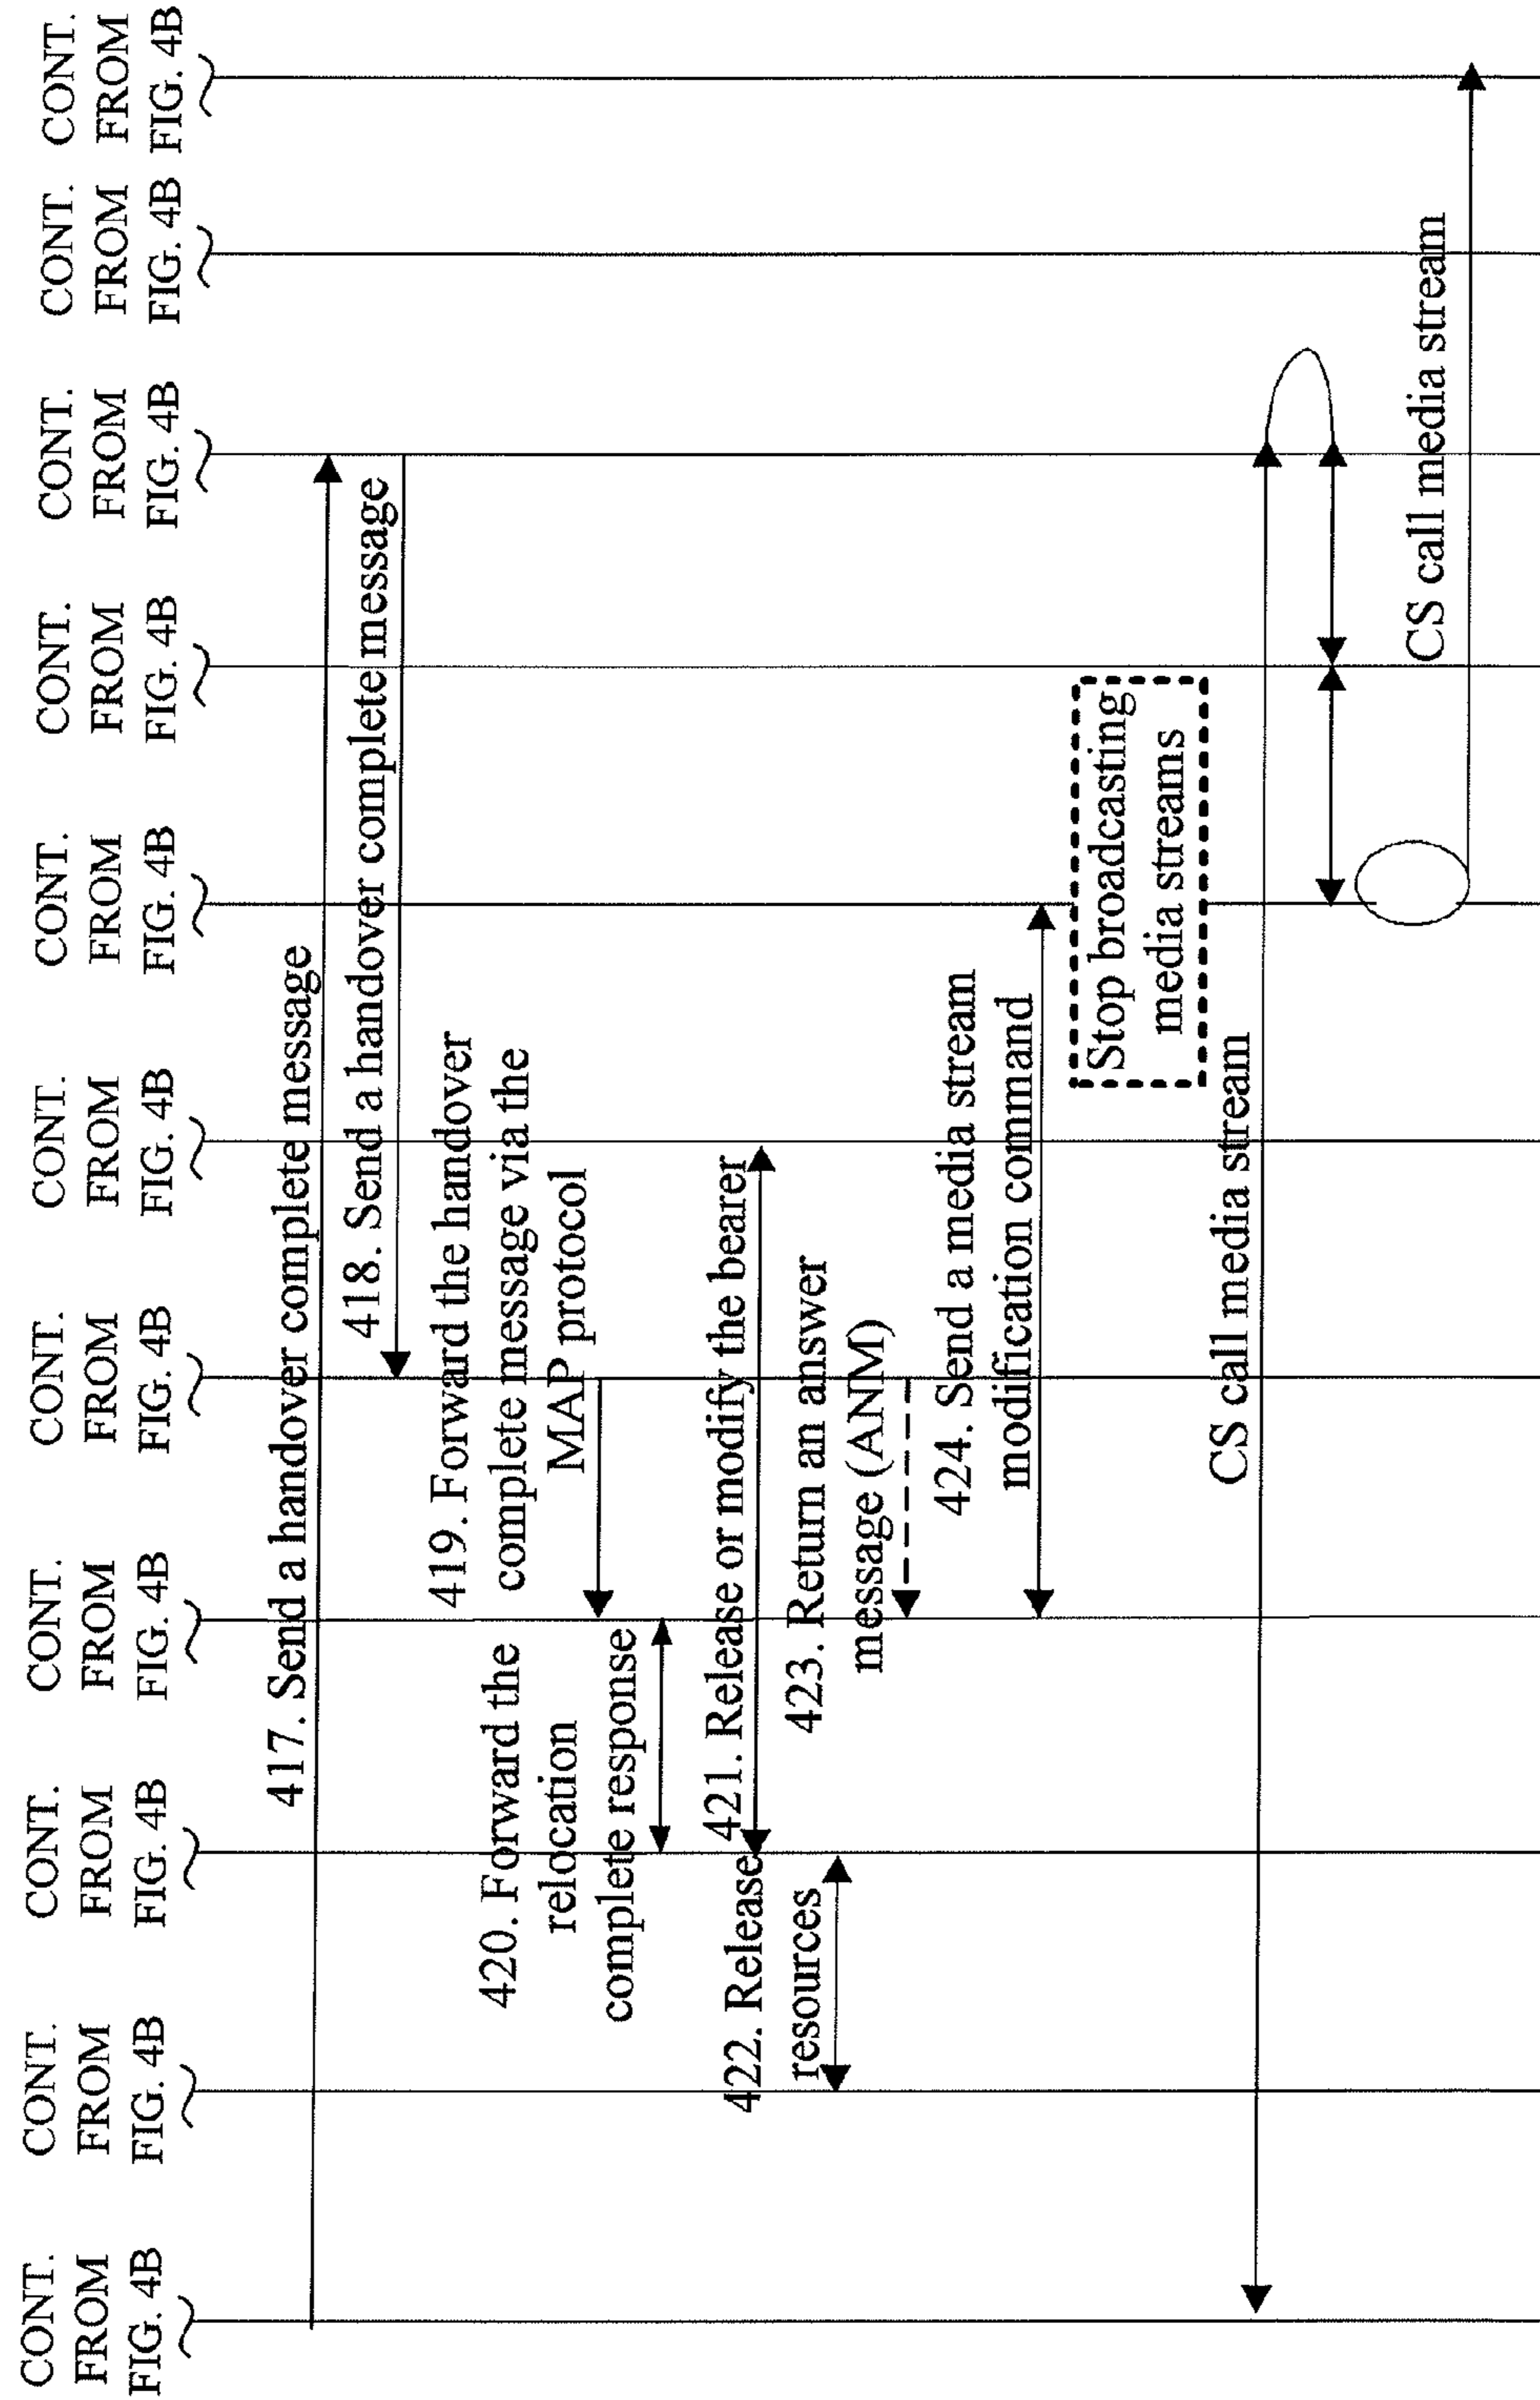 CONT.
FROM
FIG. 4B
CONT.
FROM
FIG. 4B
CONT.
FROM
FIG. 4B
CONT.
FROM
FIG. 4B
CONT.
FROM
FIG. 4B
CONT.
FROM
FIG. 4B
CONT.
FROM
FIG. 4B
CONT.
FROM
FIG. 4B
CONT.
FROM
FIG. 4B
CONT.
FROM
FIG. 4B
CONT.
FROM
FIG. 4B
417. Send a handover complete message
418. Send a handover complete message
419. Forward the handover
complete message via the
MAP protocol
420. Forward the
relocation
complete response
421. Release or modify the bearer
422. Release
resources
423. Return an answer
message (ANM)
424. Send a media stream
modification command
Stop broadcasting
media streams
CS call media stream
CS call media stream